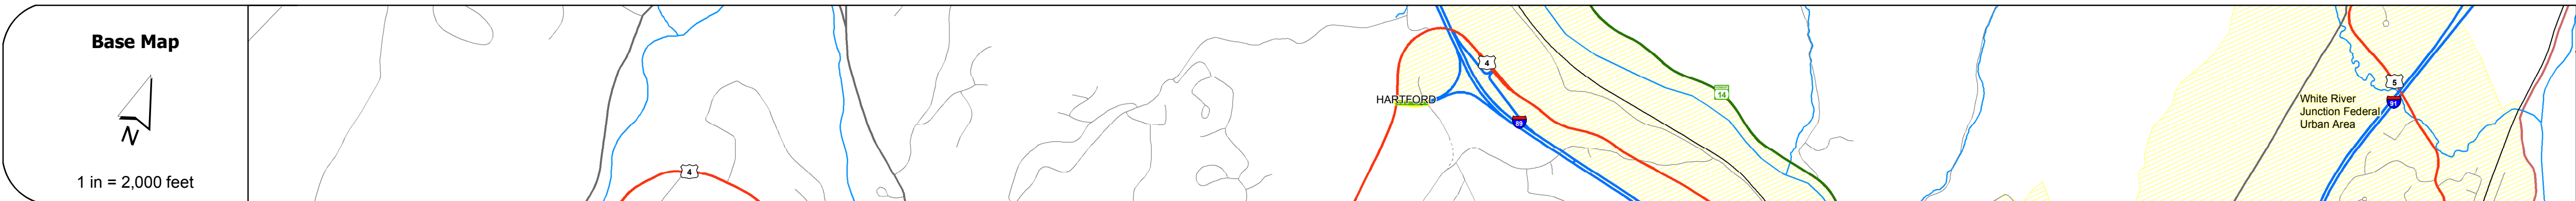 Base Map
N
1 in = 2,000 feet
4
HARTFORD
4
89
14
5
91
White River
Junction Federal
Urban Area